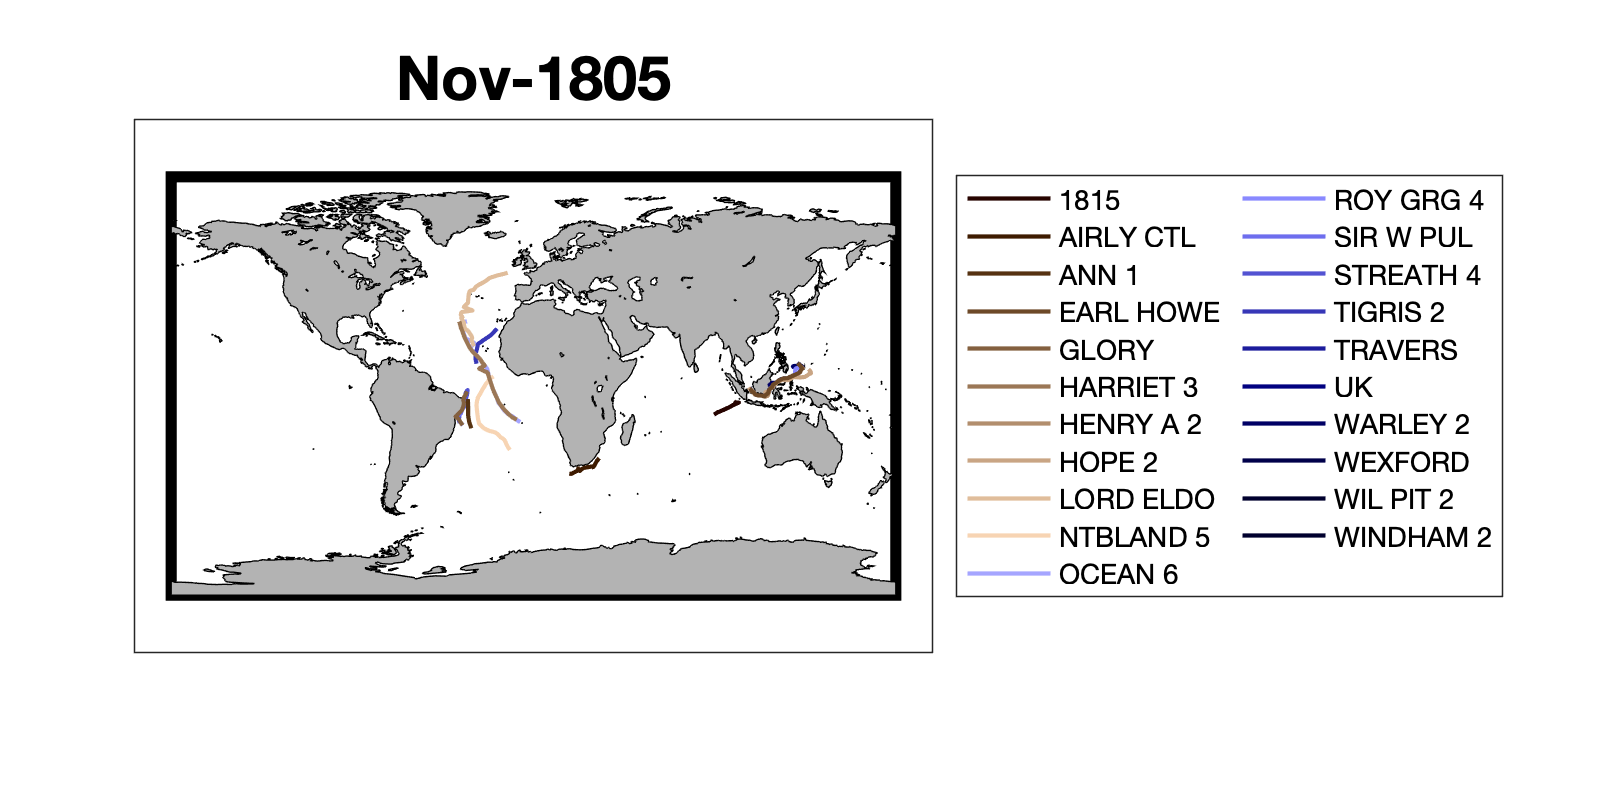 Nov-1805
1815
AIRLY CTL
ANN 1
EARL HOWE
GLORY
HARRIET 3
HENRY A 2
HOPE 2
LORD ELDO
NTBLAND 5
OCEAN 6
ROY GRG 4
SIR W PUL
STREATH 4
TIGRIS 2
TRAVERS
UK
WARLEY 2
WEXFORD
WIL PIT 2
WINDHAM 2